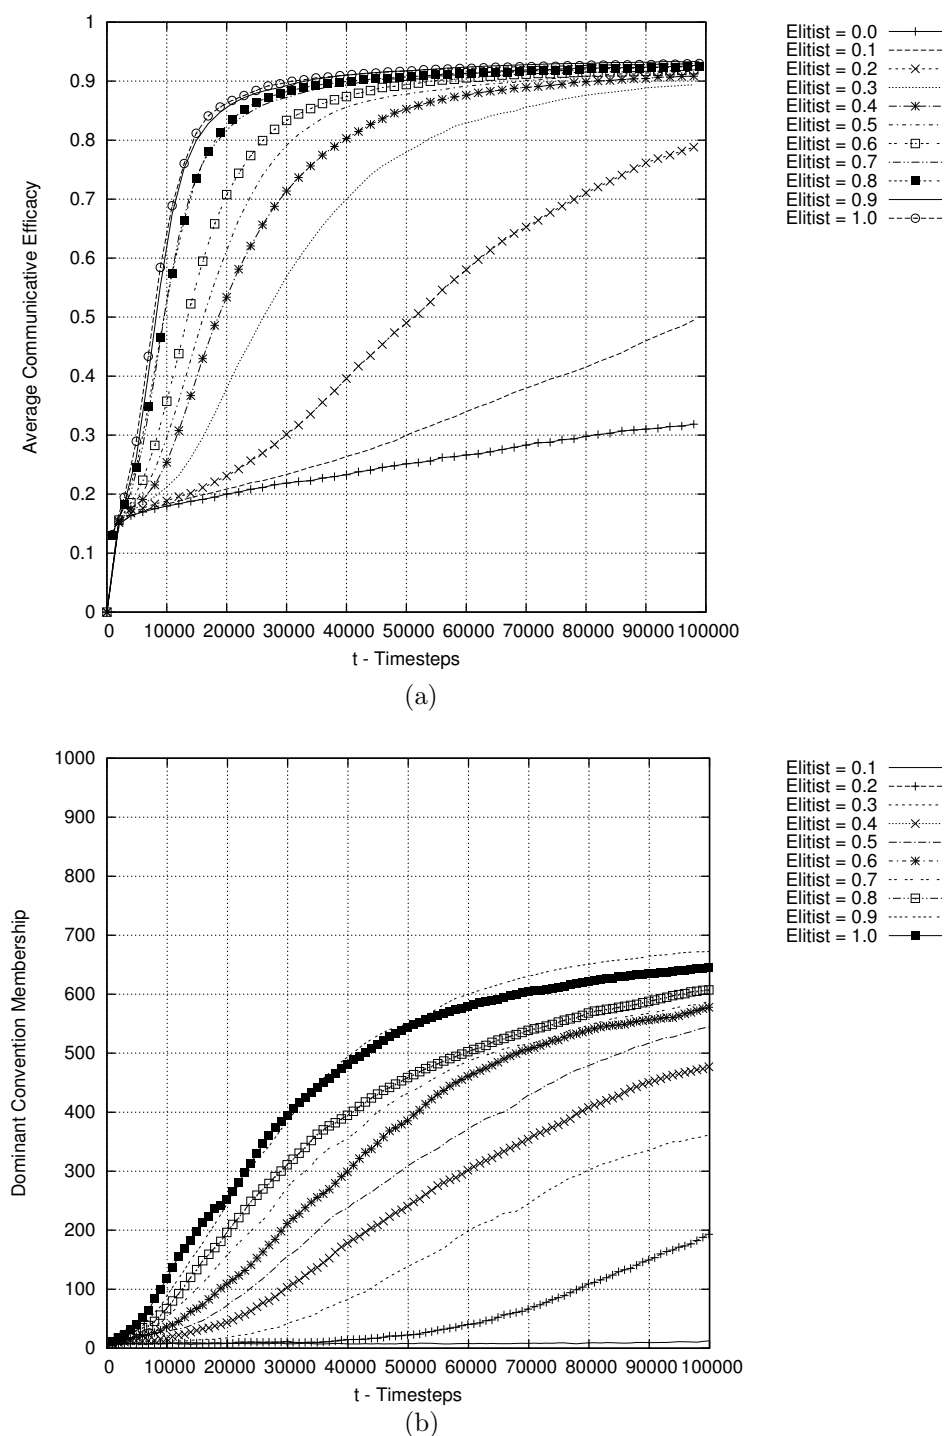 1
0.9
0.8
0.7
0.6
0.5
0.4
0.3
0.2
0.1
0
Average Communicative Efficacy
0 10000 20000 30000 40000 50000 60000 70000 80000 90000 100000
t - Timesteps
Elitist = 0.0
Elitist = 0.1
Elitist = 0.2
Elitist = 0.3
Elitist = 0.4
Elitist = 0.5
Elitist = 0.6
Elitist = 0.7
Elitist = 0.8
Elitist = 0.9
Elitist = 1.0
(a)
1000
900
800
700
600
500
400
300
200
100
0
Dominant Convention Membership
0 10000 20000 30000 40000 50000 60000 70000 80000 90000 100000
t - Timesteps
Elitist = 0.1
Elitist = 0.2
Elitist = 0.3
Elitist = 0.4
Elitist = 0.5
Elitist = 0.6
Elitist = 0.7
Elitist = 0.8
Elitist = 0.9
Elitist = 1.0
(b)